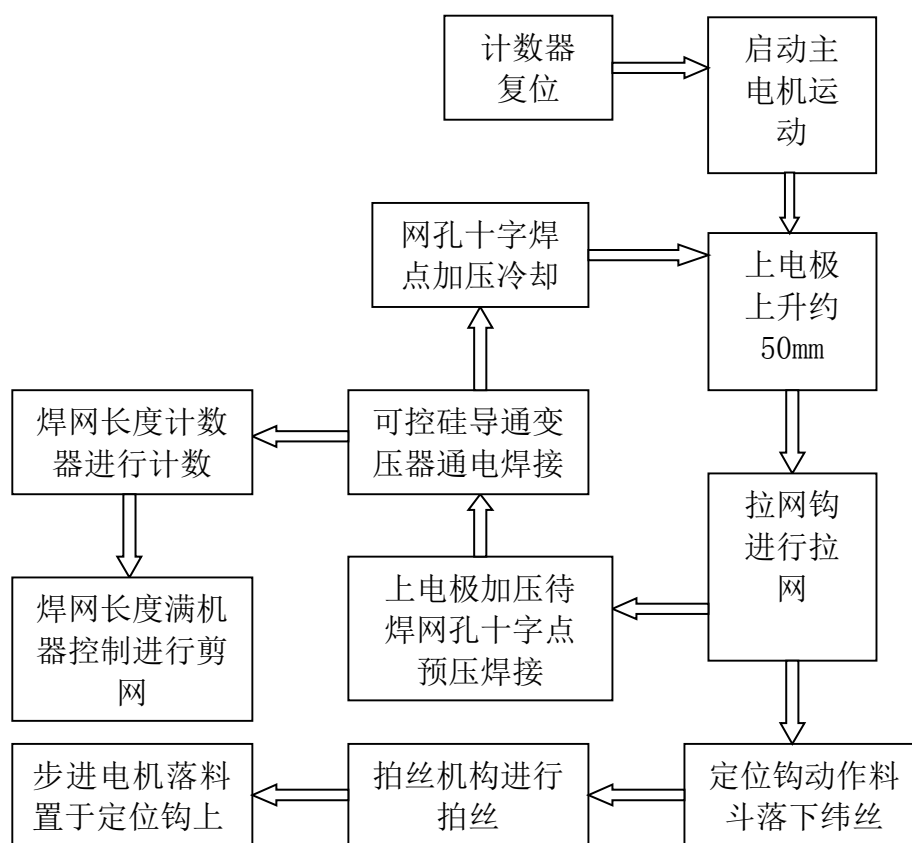 计数器
复位
启动主
电机运
动
网孔十字焊
点加压冷却
上电极
上升约
50mm
焊网长度计数
器进行计数
可控硅导通变
压器通电焊接
拉网钩
进行拉
网
焊网长度满机
器控制进行剪
网
上电极加压待
焊网孔十字点
预压焊接
步进电机落料
置于定位钩上
拍丝机构进行
拍丝
定位钩动作料
斗落下纬丝